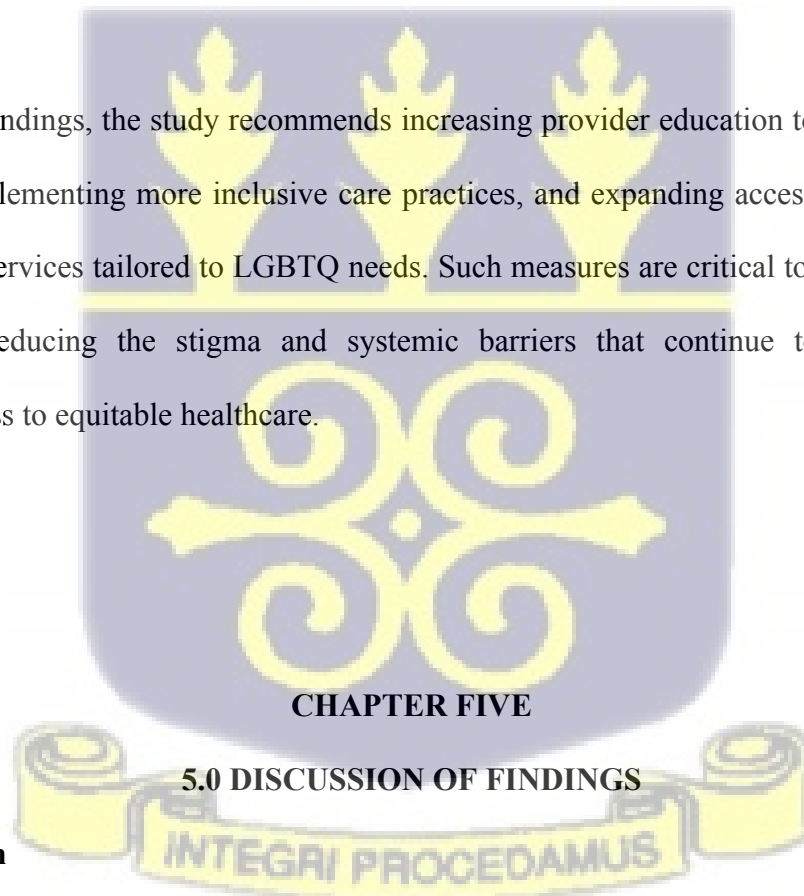 ndings, the study recommends increasing provider education to
lementing more inclusive care practices, and expanding acces
ervices tailored to LGBTQ needs. Such measures are critical to
educing the stigma and systemic barriers that continue to
ss to equitable healthcare.
CHAPTER FIVE
5.0 DISCUSSION OF FINDINGS
n
INTEGRI PROCEDAMUS